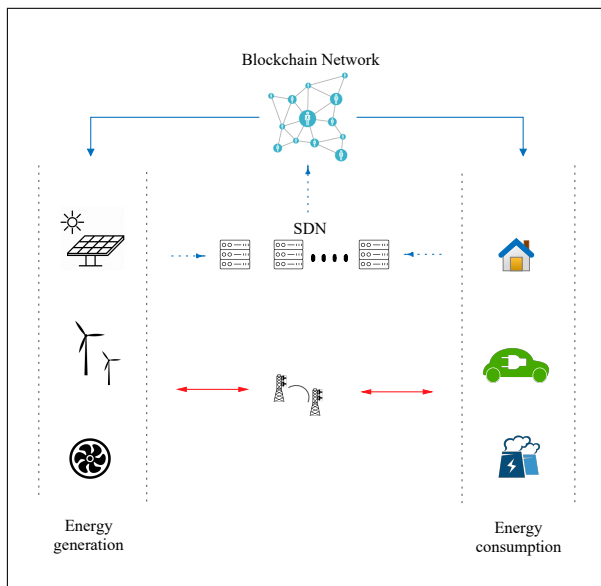 Blockchain Network
SDN
Energy
generation
Energy
consumption